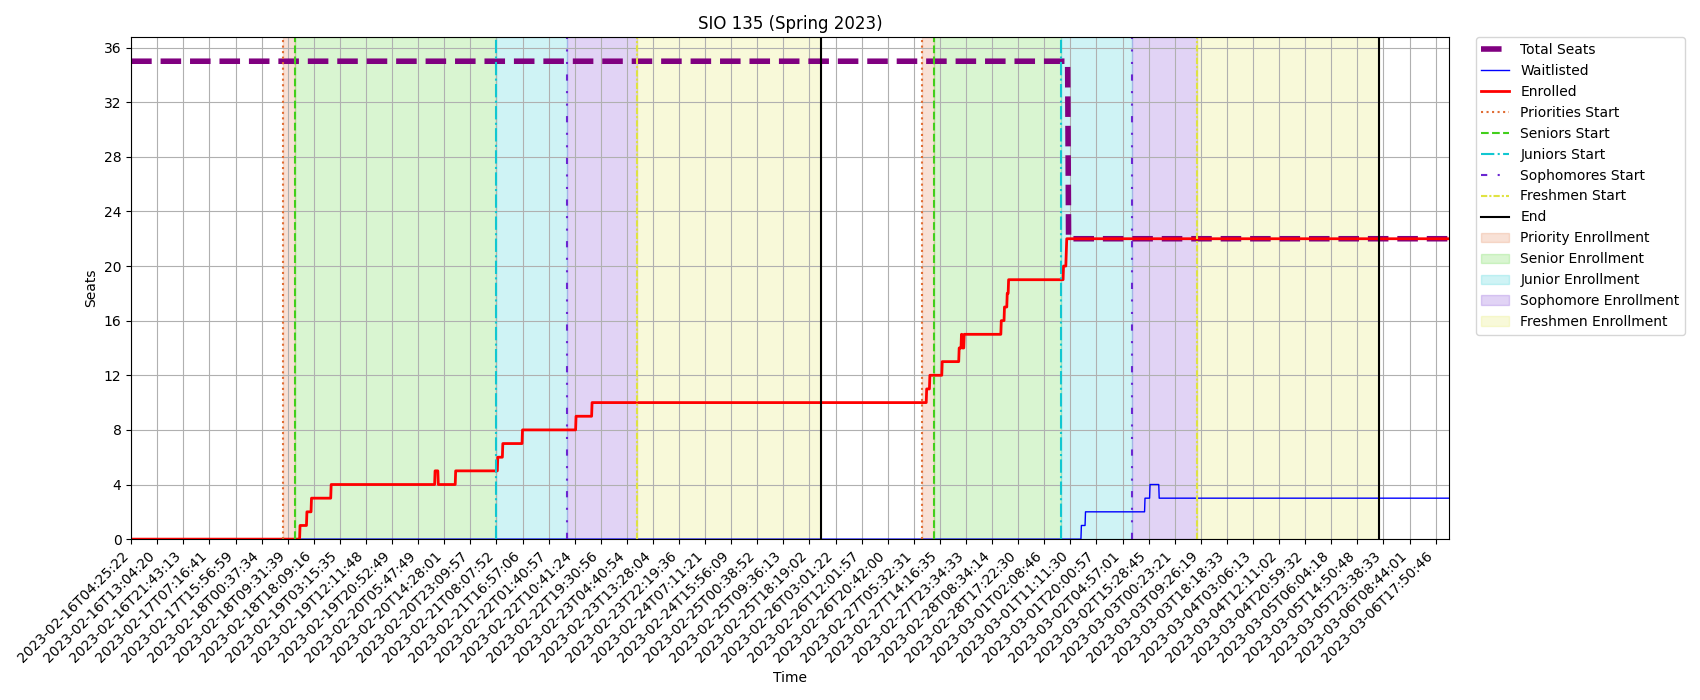 SIO 135 (Spring 2023)
Seats
36
32
28
24
20
16
12
8
4
0
2023-02-16T04:25:22
2023-02-16T13:04:20
2023-02-16T21:43:13
2023-02-17T07:16:41
2023-02-17T15:56:59
2023-02-18T00:37:34
2023-02-18T09:31:39
2023-02-18T18:09:16
2023-02-19T03:15:35
2023-02-19T12:11:48
2023-02-19T20:52:49
2023-02-20T05:47:49
2023-02-20T14:28:01
2023-02-20T23:09:57
2023-02-21T08:07:52
2023-02-21T16:57:06
2023-02-22T01:40:57
2023-02-22T10:41:24
2023-02-22T19:30:56
2023-02-23T04:40:54
2023-02-23T13:28:04
2023-02-23T22:19:36
2023-02-24T07:11:21
2023-02-24T15:56:09
2023-02-25T00:38:52
2023-02-25T09:36:13
2023-02-25T18:19:02
2023-02-26T03:01:22
2023-02-26T12:01:57
2023-02-26T20:42:00
2023-02-27T05:32:31
2023-02-27T14:16:35
2023-02-27T23:34:33
2023-02-28T08:34:14
2023-02-28T17:22:30
2023-03-01T02:08:46
2023-03-01T11:11:30
2023-03-01T20:00:57
2023-03-02T04:57:01
2023-03-02T15:28:45
2023-03-03T00:23:21
2023-03-03T09:26:19
2023-03-03T18:18:33
2023-03-04T03:06:13
2023-03-04T12:11:02
2023-03-04T20:59:32
2023-03-05T06:04:18
2023-03-05T14:50:48
2023-03-05T23:38:33
2023-03-06T08:44:01
2023-03-06T17:50:46
Time
Total Seats
Waitlisted
Enrolled
Priorities Start
Seniors Start
Juniors Start
Sophomores Start
Freshmen Start
End
Priority Enrollment
Senior Enrollment
Junior Enrollment
Sophomore Enrollment
Freshmen Enrollment